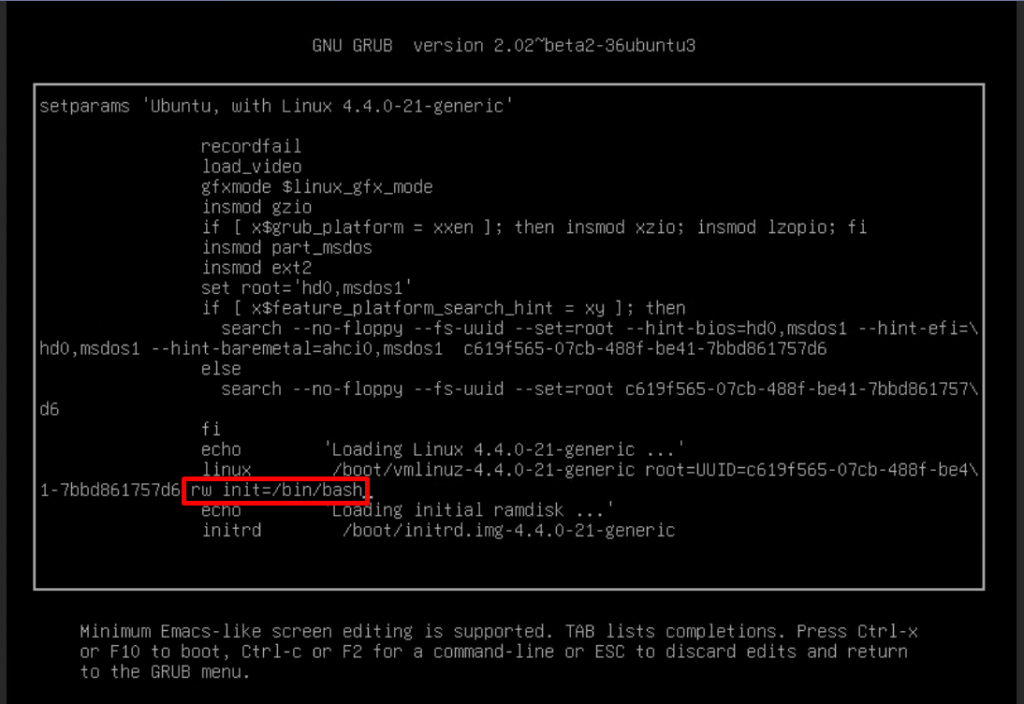 GNU GRUB  version 2.02~beta2-36ubuntu3
setparams 'Ubuntu, with Linux 4.4.0-21-generic'
recordfail
load_video
gfxmode $linux_gfx_mode
insmod gzio
if [ x$grub_platform = xxen ]; then insmod xzio; insmod lzopio; fi
insmod part_msdos
insmod ext2
set root='hd0,msdos1'
if [ x$feature_platform_search_hint = xy ]; then
search --no-floppy --fs-uuid --set=root --hint-bios=hd0,msdos1 --hint-efi=\
hd0,msdos1 --hint-baremetal=ahci0,msdos1  c619f565-07cb-488f-be41-7bbd861757d6
else
search --no-floppy --fs-uuid --set=root c619f565-07cb-488f-be41-7bbd861757\
d6
fi
echo 'Loading Linux 4.4.0-21-generic ...'
linux /boot/vmlinuz-4.4.0-21-generic root=UUID=c619f565-07cb-488f-be4\
1-7bbd861757d6 rw init=/bin/bash_
echo 'Loading initial ramdisk ...'
initrd /boot/initrd.img-4.4.0-21-generic
Minimum Emacs-like screen editing is supported. TAB lists completions. Press Ctrl-x
or F10 to boot, Ctrl-c or F2 for a command-line or ESC to discard edits and return
to the GRUB menu.